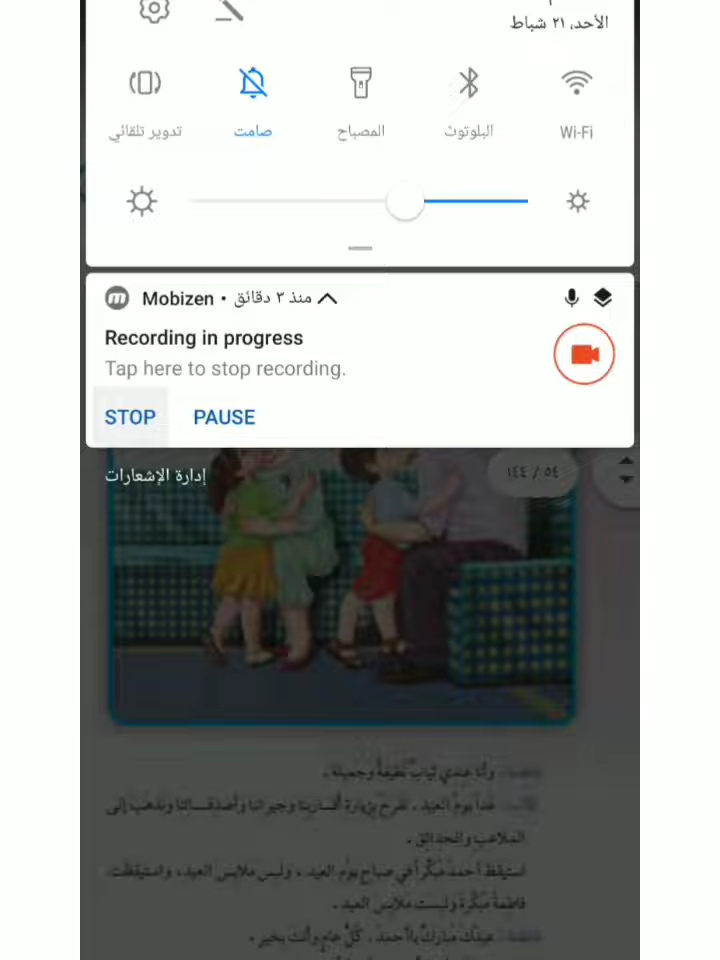 الأحد، ٢١ شباط
Wi-Fi
البلوتوث
المصباح
صامت
تدوير تلقائي
Mobizen • منذ ٣ دقائق
Recording in progress
Tap here to stop recording.
STOP PAUSE
إدارة الإشعارات
٥٤ / ١٤٤
وأنا عندي ثياب نظيفة وجميلة .
غداً يوم العيد ، نفرح بزيارة أقاربنا وجيراننا وأصدقائنا ونذهب إلى
الملاعب والحدائق .
استيقظ أحمد مبكراً في صباح يوم العيد ، ولبس ملابس العيد ، واستيقظت
فاطمة مبكرة ولبست ملابس العيد .
عيدك مبارك يا أحمد ، كل عام وأنت بخير .